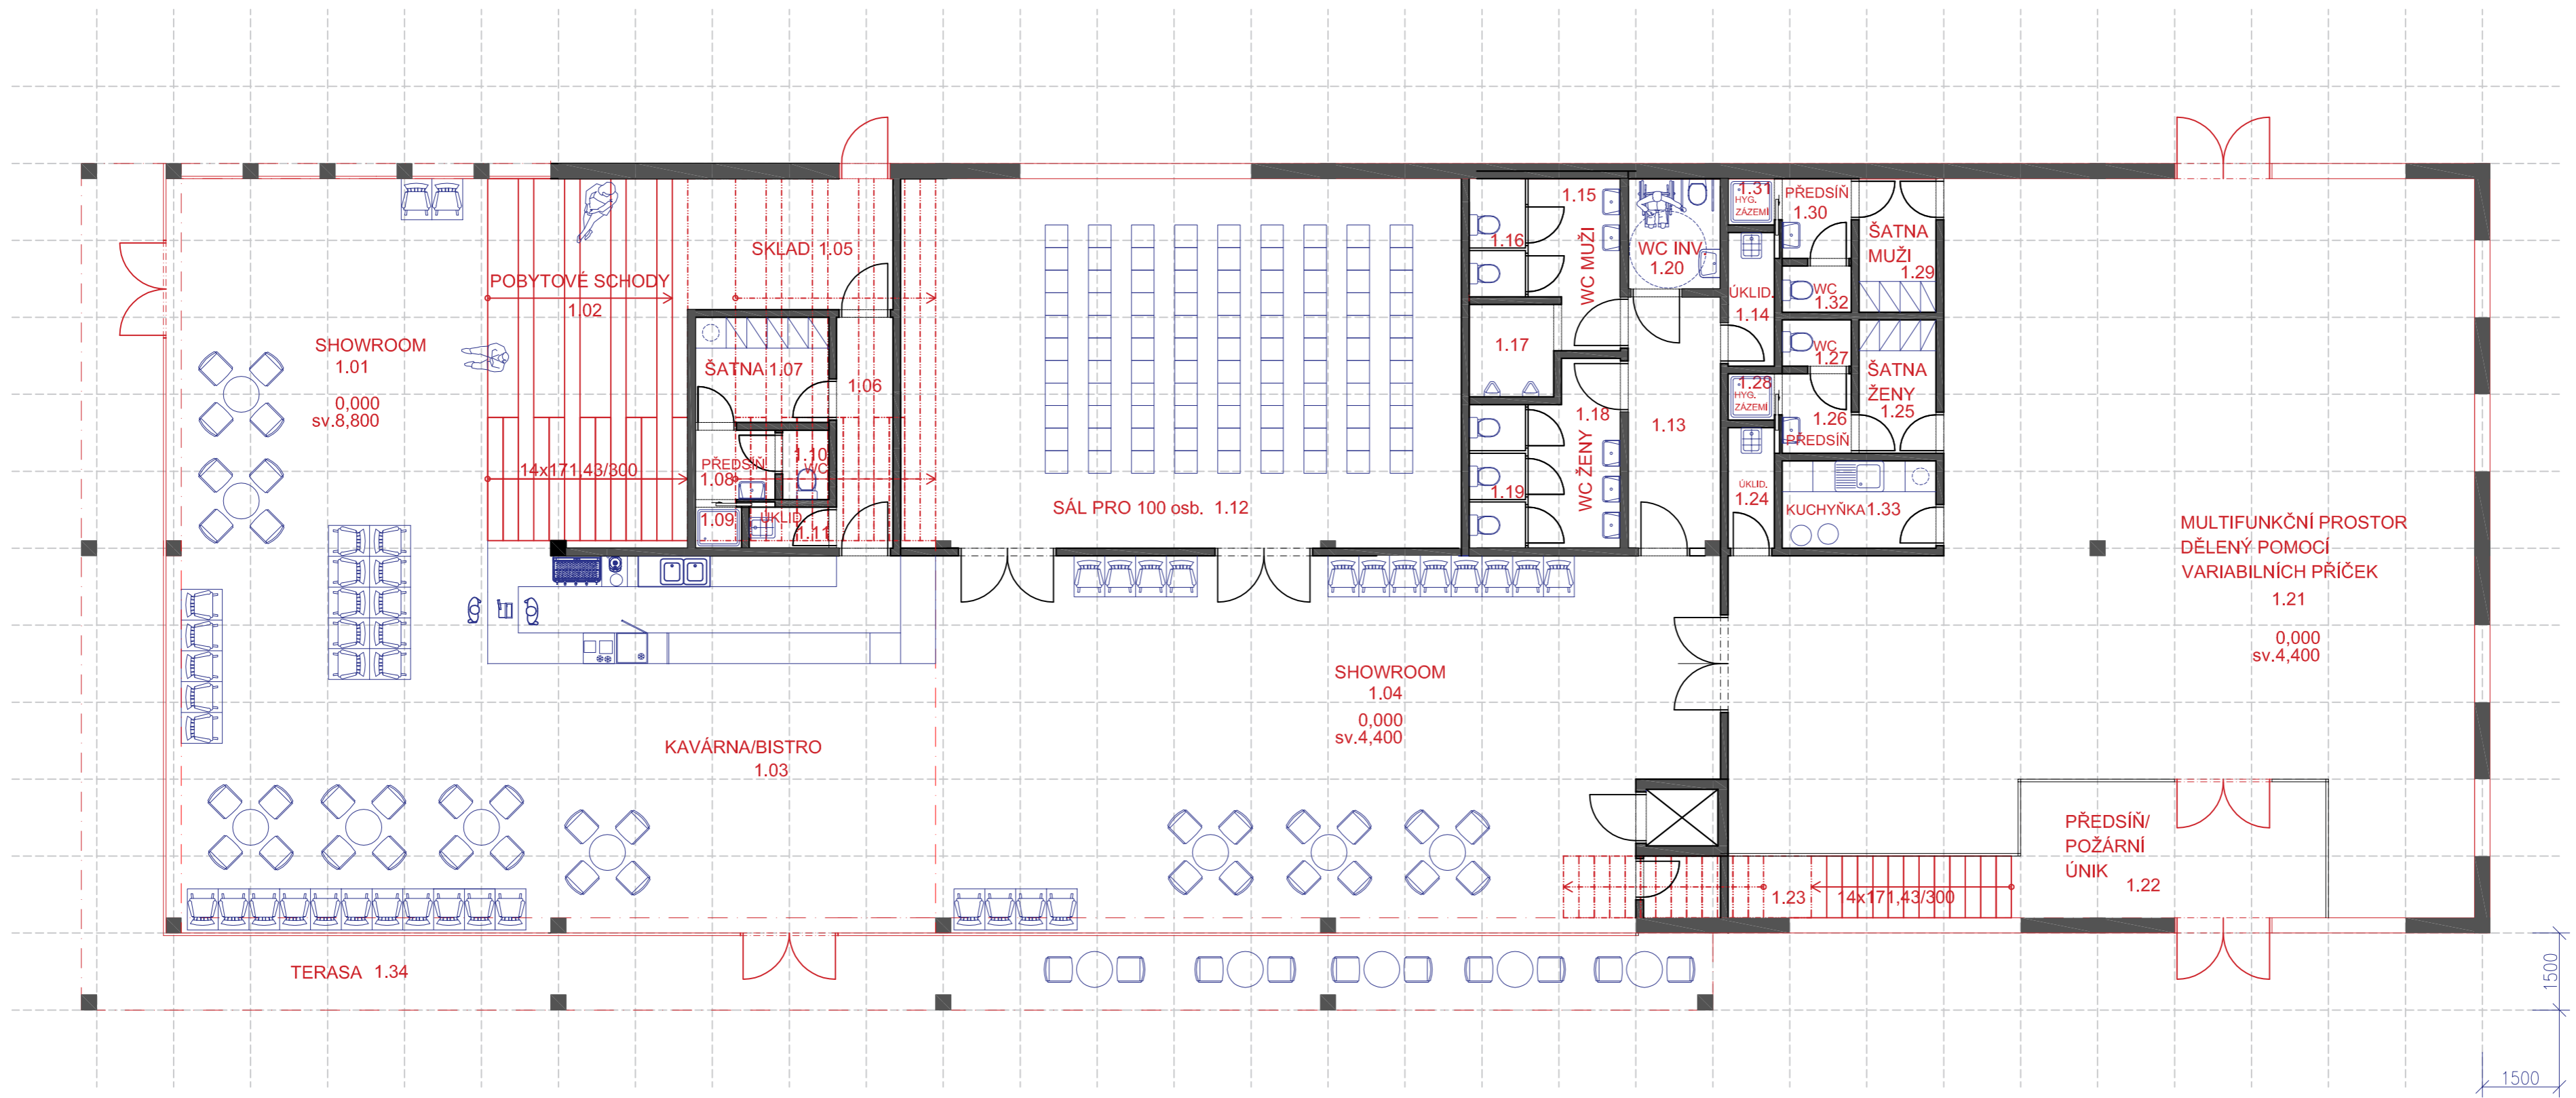 SHOWROOM
1.01
0,000
sv.8,800
POBYTOVÉ SCHODY
1.02
14x171,43/300
SKLAD 1.05
ŠATNA 1.07
1.06
PŘEDSÍŇ
1.08
1.10
WC
1.09
ÚKLID.
1.11
KAVÁRNA/BISTRO
1.03
TERASA 1.34
SÁL PRO 100 osb. 1.12
SHOWROOM
1.04
0,000
sv.4,400
1.15
1.16
WC MUŽI
1.17
1.18
1.19
WC ŽENY
WC INV.
1.20
1.13
ÚKLID.
1.14
1.31
HYG.
ZÁZEMÍ
PŘEDSÍŇ
1.30
ŠATNA
MUŽI
1.29
WC
1.32
WC
1.27
1.28
HYG.
ZÁZEMÍ
1.26
PŘEDSÍŇ
ŠATNA
ŽENY
1.25
ÚKLID.
1.24
KUCHYŇKA 1.33
MULTIFUNKČNÍ PROSTOR
DĚLENÝ POMOCÍ
VARIABILNÍCH PŘÍČEK
1.21
0,000
sv.4,400
PŘEDSÍŇ/
POŽÁRNÍ
ÚNIK 1.22
1.23
14x171,43/300
1500
1500